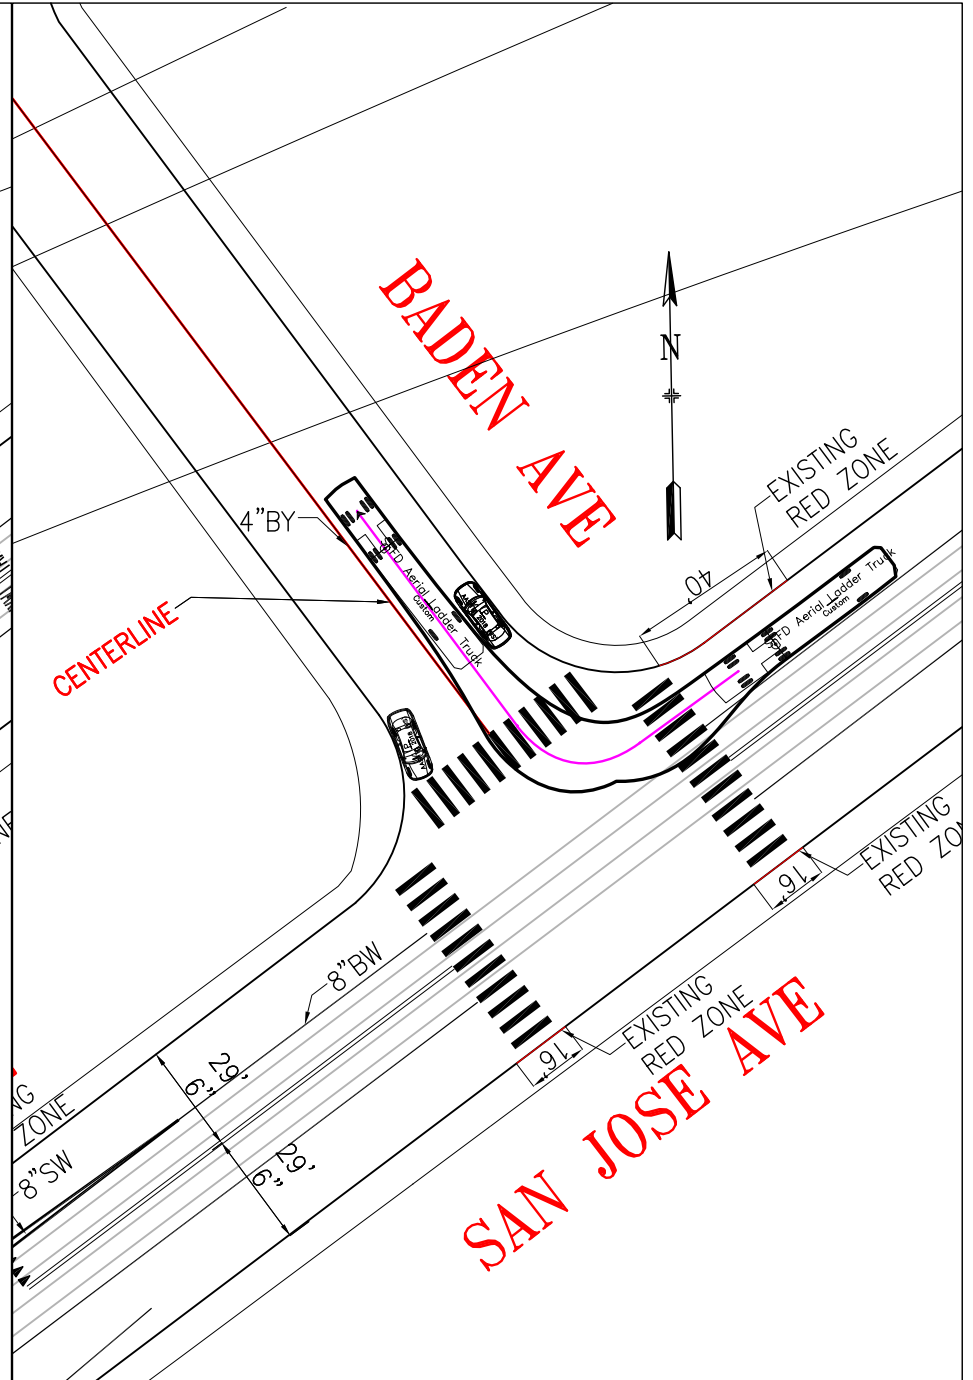 BADEN AVE
N
EXISTING
RED ZONE
4"BY
40'
SFD Aerial Ladder Truck
Custom
SFD Aerial Ladder Truck
Custom
CENTERLINE
EXISTING
RED ZON
16'
8"BW
EXISTING
RED ZONE
16'
SAN JOSE AVE
29'
6"
29'
6"
NG
ZONE
8"SW